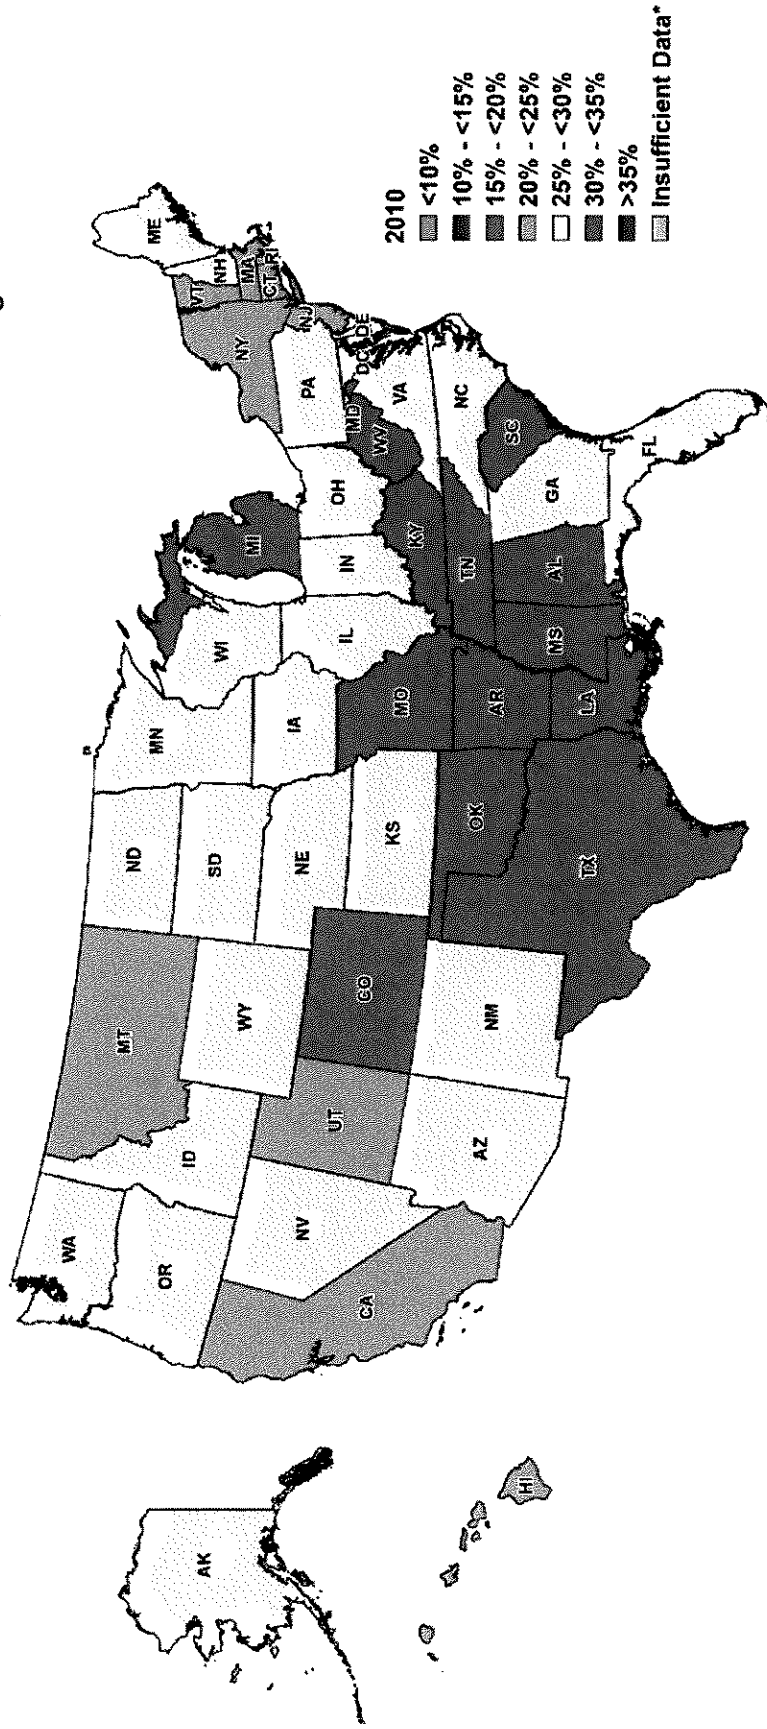 2010
<10%
10% - <15%
15% - <20%
20% - <25%
25% - <30%
30% - <35%
>35%
Insufficient Data*
AK
HI
WA
OR
CA
NV
ID
MT
WY
UT
AZ
CO
NM
ND
SD
NE
KS
OK
TX
MN
IA
MO
AR
LA
WI
IL
MI
IN
OH
KY
TN
MS
AL
GA
FL
SC
NC
VA
WV
MD
DC
DE
PA
NJ
NY
CT
RI
MA
VT
NH
ME